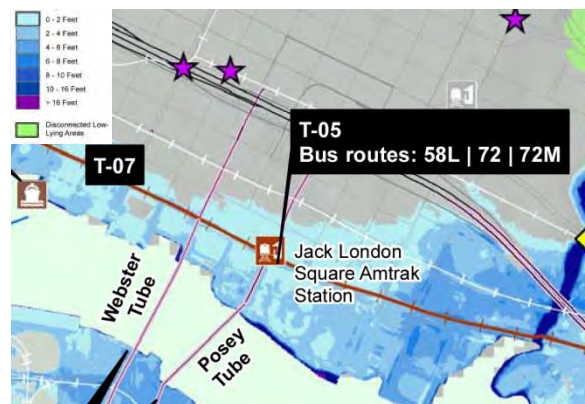 0 - 2 Feet
2 - 4 Feet
4 - 6 Feet
6 - 8 Feet
8 - 10 Feet
10 - 16 Feet
> 16 Feet
Disconnected Low-
Lying Areas
T-05
Bus routes: 58L | 72 | 72M
T-07
Jack London
Square Amtrak
Station
Webster
Tube
Posey
Tube